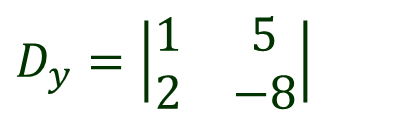 D_y = |1 5|
|2 −8|